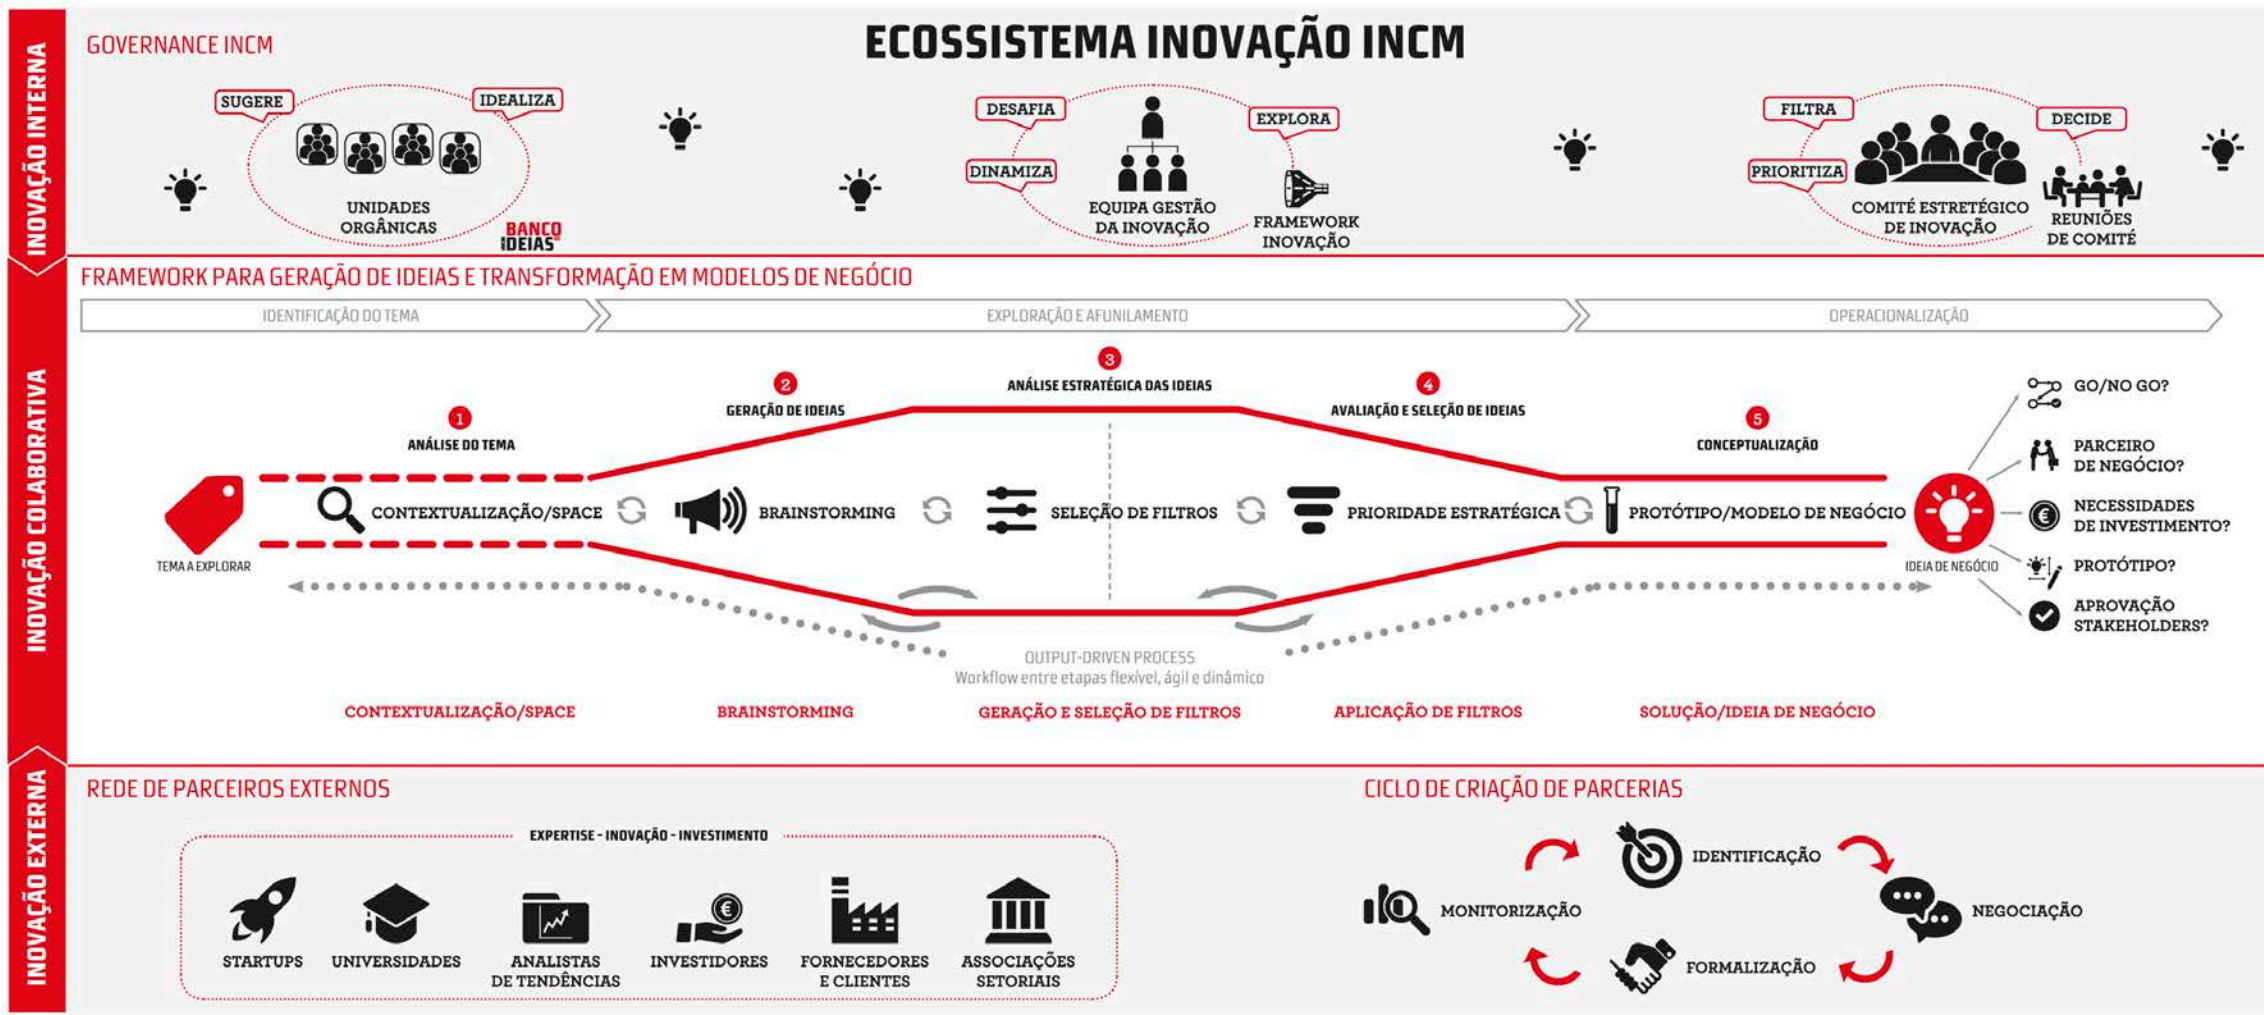 ECOSSISTEMA INOVAÇÃO INCM
INOVAÇÃO INTERNA
GOVERNANCE INCM
SUGERE
IDEALIZA
UNIDADES
ORGÂNICAS
BANCO
IDEIAS
DESAFIA
EXPLORA
DINAMIZA
EQUIPA GESTÃO
DA INOVAÇÃO
FRAMEWORK
INOVAÇÃO
FILTRA
DECIDE
PRIORITIZA
COMITÉ ESTRETÉGICO
DE INOVAÇÃO
REUNIÕES
DE COMITÉ
INOVAÇÃO COLABORATIVA
FRAMEWORK PARA GERAÇÃO DE IDEIAS E TRANSFORMAÇÃO EM MODELOS DE NEGÓCIO
IDENTIFICAÇÃO DO TEMA
EXPLORAÇÃO E AFUNILAMENTO
OPERACIONALIZAÇÃO
1
ANÁLISE DO TEMA
2
GERAÇÃO DE IDEIAS
3
ANÁLISE ESTRATÉGICA DAS IDEIAS
4
AVALIAÇÃO E SELEÇÃO DE IDEIAS
5
CONCEPTUALIZAÇÃO
TEMA A EXPLORAR
CONTEXTUALIZAÇÃO/SPACE
BRAINSTORMING
SELEÇÃO DE FILTROS
PRIORIDADE ESTRATÉGICA
PROTÓTIPO/MODELO DE NEGÓCIO
IDEIA DE NEGÓCIO
GO/NO GO?
PARCEIRO
DE NEGÓCIO?
NECESSIDADES
DE INVESTIMENTO?
PROTÓTIPO?
APROVAÇÃO
STAKEHOLDERS?
OUTPUT-DRIVEN PROCESS
Workflow entre etapas flexível, ágil e dinâmico
CONTEXTUALIZAÇÃO/SPACE
BRAINSTORMING
GERAÇÃO E SELEÇÃO DE FILTROS
APLICAÇÃO DE FILTROS
SOLUÇÃO/IDEIA DE NEGÓCIO
INOVAÇÃO EXTERNA
REDE DE PARCEIROS EXTERNOS
EXPERTISE - INOVAÇÃO - INVESTIMENTO
STARTUPS
UNIVERSIDADES
ANALISTAS
DE TENDÊNCIAS
INVESTIDORES
FORNECEDORES
E CLIENTES
ASSOCIAÇÕES
SETORIAIS
CICLO DE CRIAÇÃO DE PARCERIAS
IDENTIFICAÇÃO
MONITORIZAÇÃO
NEGOCIAÇÃO
FORMALIZAÇÃO